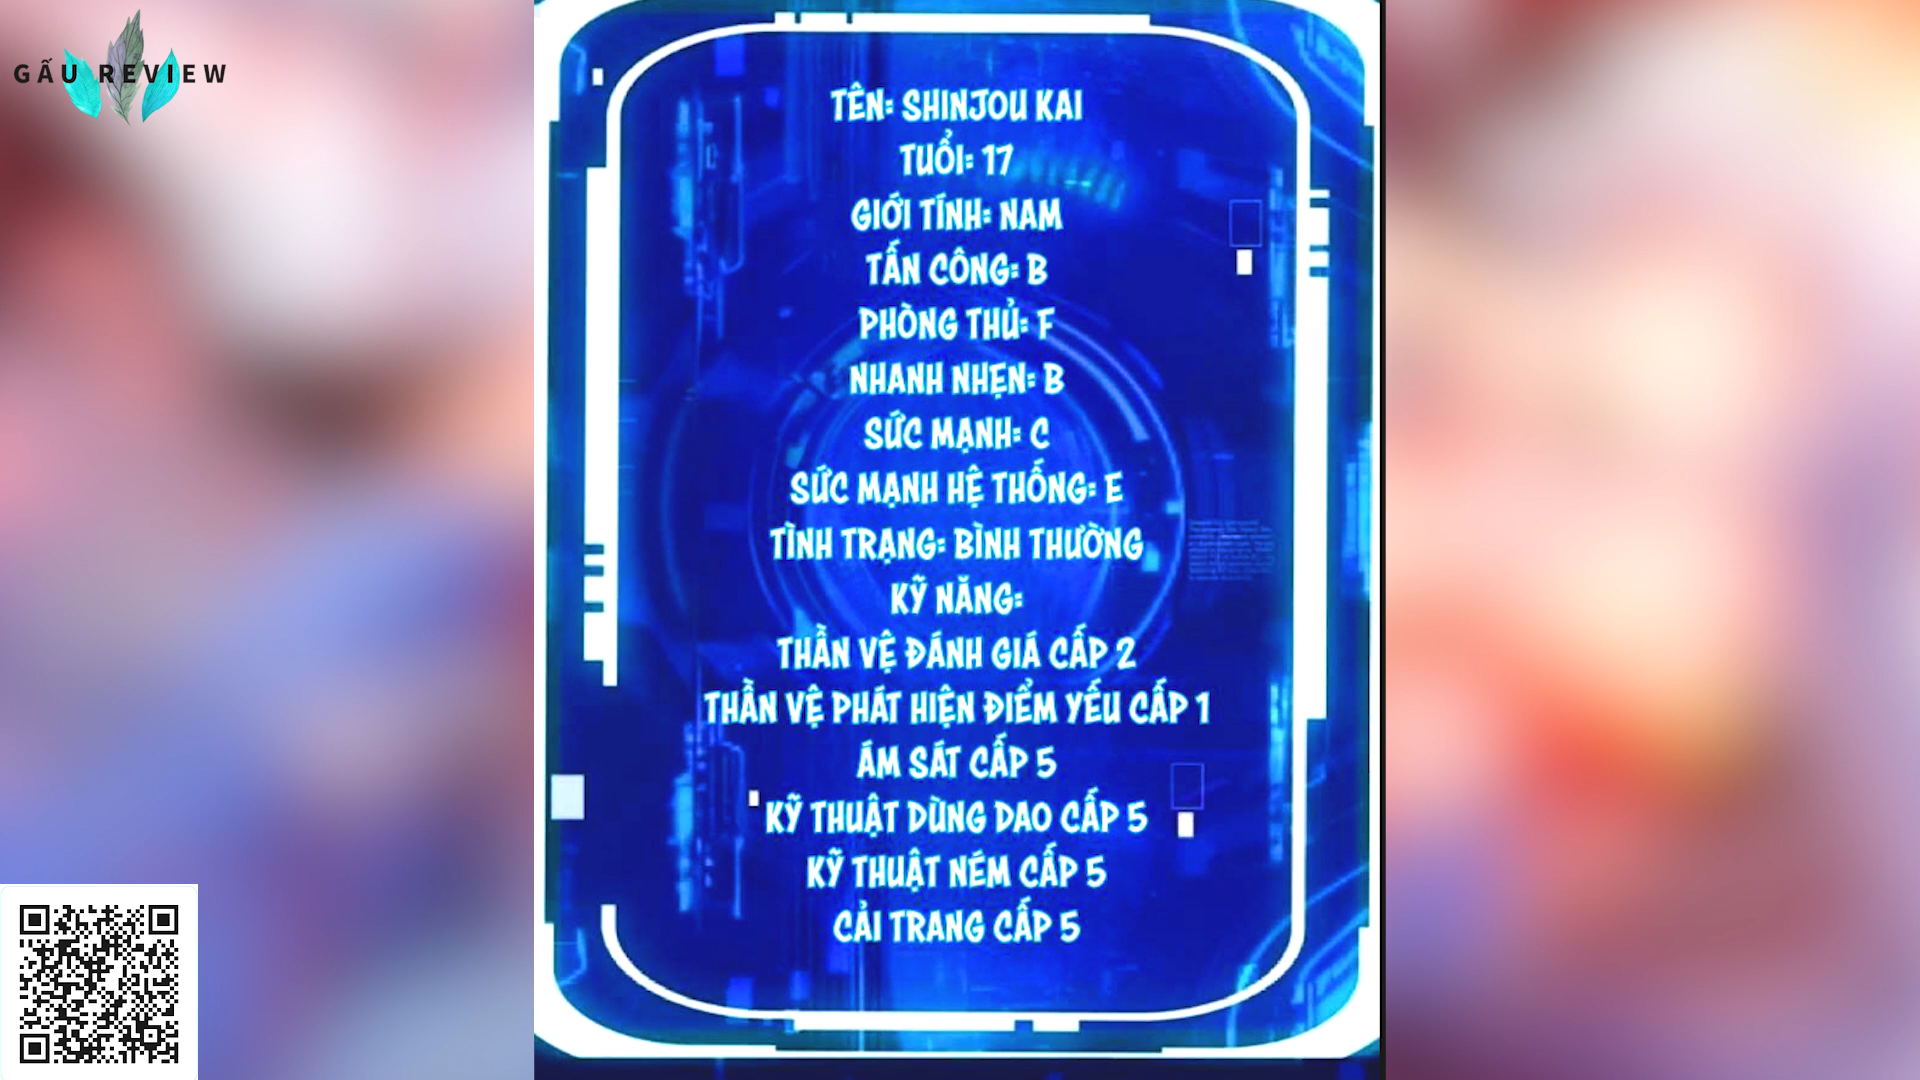 GẤU REVIEW
TÊN: SHINJOU KAI
TUỔI: 17
GIỚI TÍNH: NAM
TẤN CÔNG: B
PHÒNG THỦ: F
NHANH NHẸN: B
SỨC MẠNH: C
SỨC MẠNH HỆ THỐNG: E
TÌNH TRẠNG: BÌNH THƯỜNG
KỸ NĂNG:
THẦN VỆ ĐÁNH GIÁ CẤP 2
THẦN VỆ PHÁT HIỆN ĐIỂM YẾU CẤP 1
ÁM SÁT CẤP 5
KỸ THUẬT DÙNG DAO CẤP 5
KỸ THUẬT NÉM CẤP 5
CẢI TRANG CẤP 5